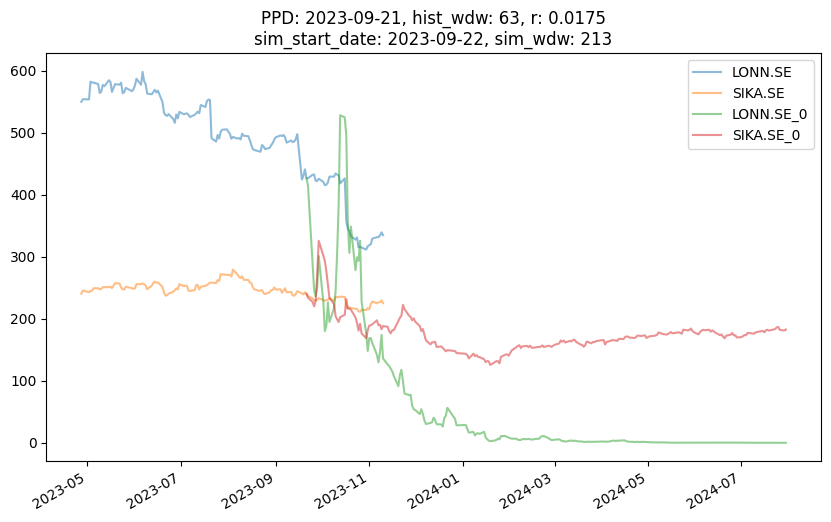 PPD: 2023-09-21, hist_wdw: 63, r: 0.0175
sim_start_date: 2023-09-22, sim_wdw: 213
LONN.SE
SIKA.SE
LONN.SE_0
SIKA.SE_0
600
500
400
300
200
100
0
2023-05
2023-07
2023-09
2023-11
2024-01
2024-03
2024-05
2024-07